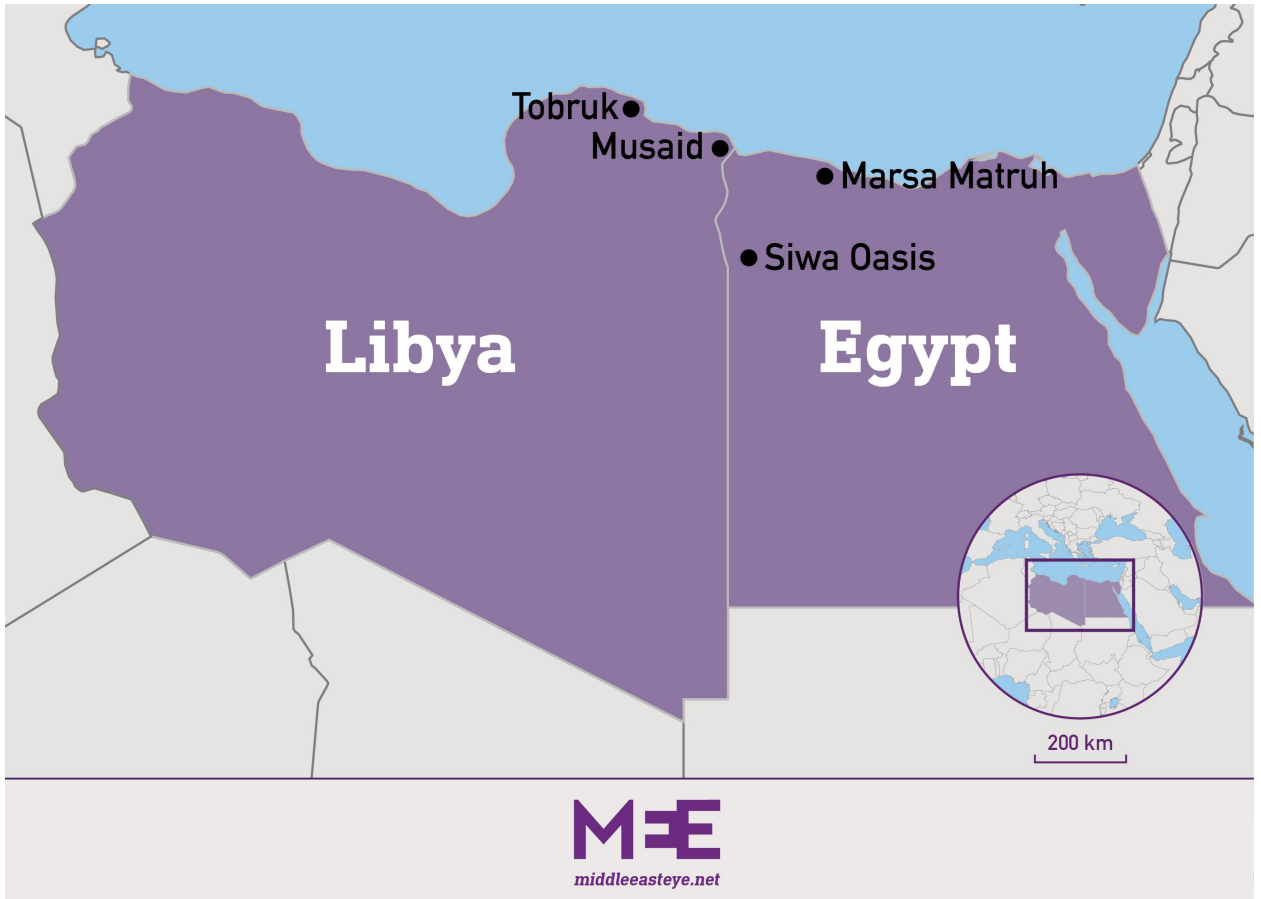 Tobruk
Musaid
Marsa Matruh
Siwa Oasis
Libya
Egypt
200 km
MEE
middleeasteye.net